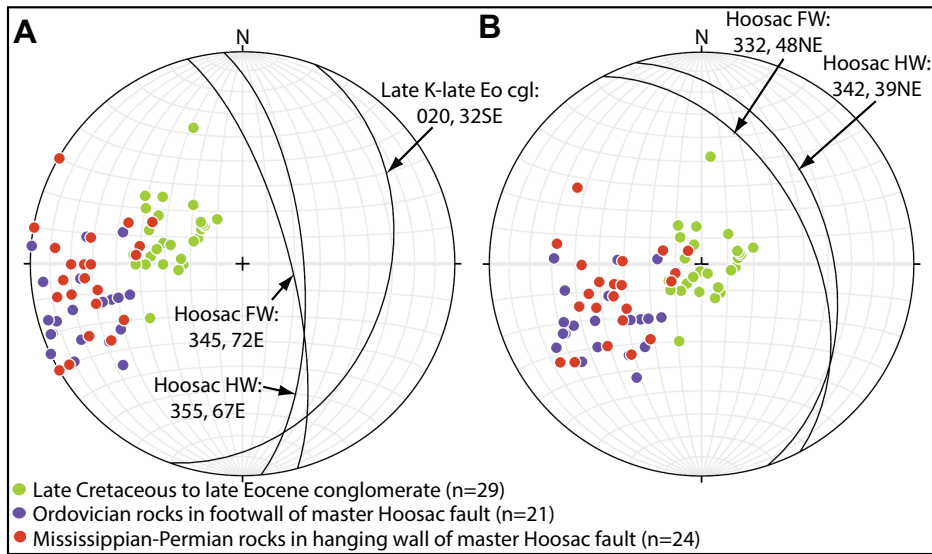 A
N
Late K-late Eo cgl:
020, 32SE
Hoosac FW:
345, 72E
Hoosac HW:
355, 67E
B
N
Hoosac FW:
332, 48NE
Hoosac HW:
342, 39NE
Late Cretaceous to late Eocene conglomerate (n=29)
Ordovician rocks in footwall of master Hoosac fault (n=21)
Mississippian-Permian rocks in hanging wall of master Hoosac fault (n=24)